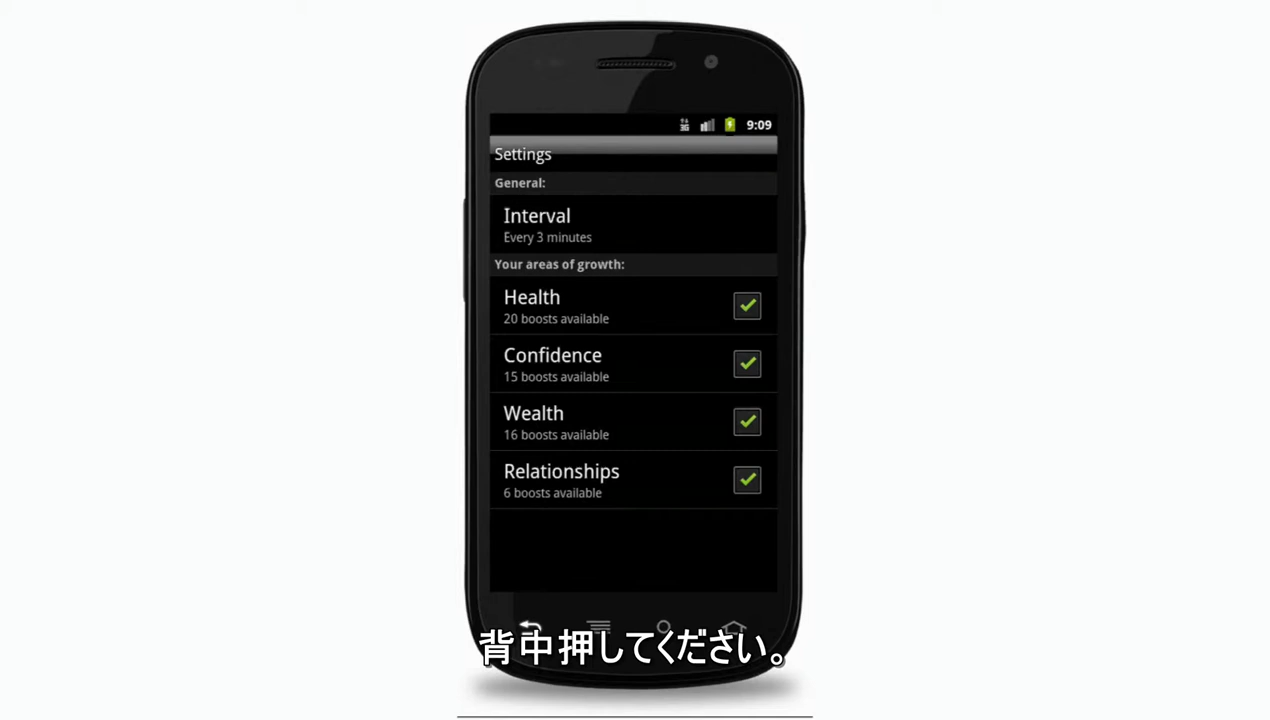 3G 9:09
Settings
General:
Interval
Every 3 minutes
Your areas of growth:
Health
20 boosts available
Confidence
15 boosts available
Wealth
16 boosts available
Relationships
6 boosts available
背中押してください。